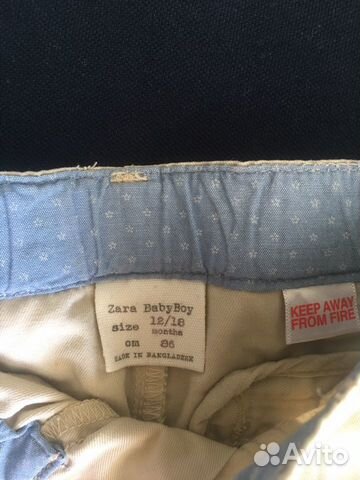 Zara BabyBoy
size 12/18
months
cm 86
MADE IN BANGLADESH
KEEP AWAY
FROM FIRE
Avito